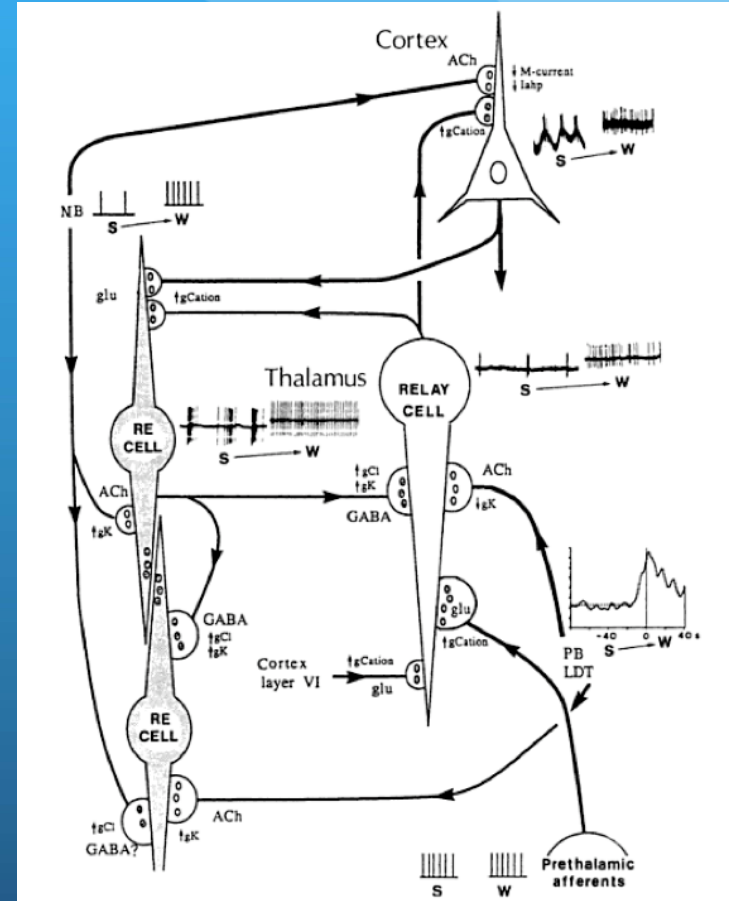 Cortex
ACh
↓ M-current
↓ Iahp
↑gCation
S W
NB
S W
glu
↑gCation
Thalamus
RELAY
CELL
S W
RE
CELL
S W
ACh
↑gK
↑gCl
↑gK
GABA
ACh
↓gK
GABA
↑gCl
↑gK
glu
↑gCation
-40 0 40 s
S W
PB
LDT
Cortex
layer VI
↑gCation
glu
RE
CELL
↑gCl
GABA?
ACh
↑gK
S W
Prethalamic
afferents